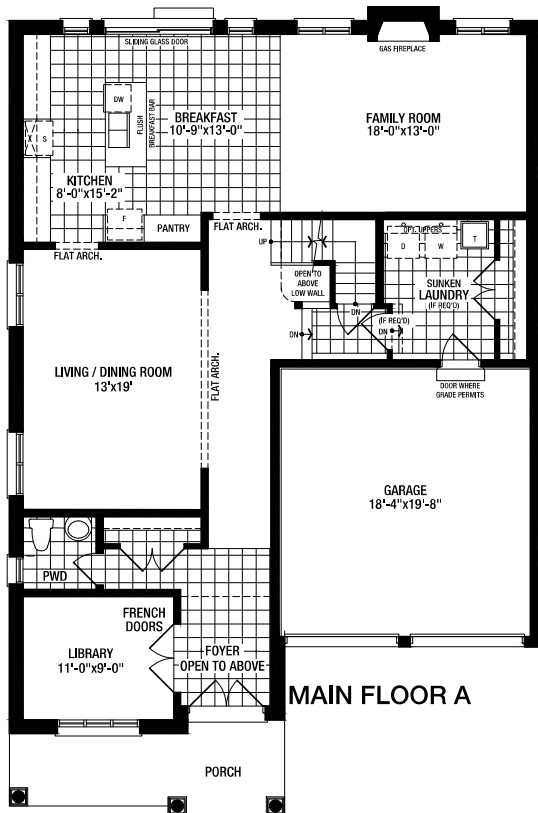 SLIDING GLASS DOOR
GAS FIREPLACE
DW
FLUSH
BREAKFAST BAR
BREAKFAST
10'-9"x13'-0"
FAMILY ROOM
18'-0"x13'-0"
S
KITCHEN
8'-0"x15'-2"
F
PANTRY
FLAT ARCH.
FLAT ARCH.
UP
OPT. UPPERS
D
W
T
OPEN TO
ABOVE
LOW WALL
SUNKEN
LAUNDRY
(IF REQ'D)
DN
(IF REQ'D)
DN
DN
LIVING / DINING ROOM
13'x19'
FLAT ARCH.
DOOR WHERE
GRADE PERMITS
GARAGE
18'-4"x19'-8"
PWD
FRENCH
DOORS
LIBRARY
11'-0"x9'-0"
FOYER
OPEN TO ABOVE
MAIN FLOOR A
PORCH